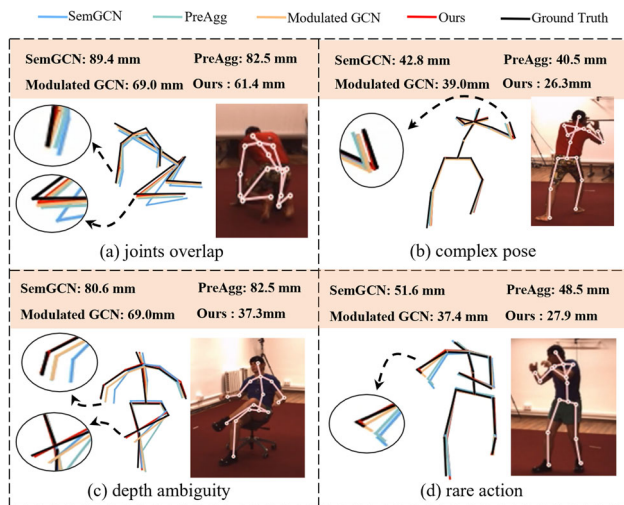 SemGCN PreAgg Modulated GCN Ours Ground Truth
SemGCN: 89.4 mm PreAgg: 82.5 mm
Modulated GCN: 69.0 mm Ours : 61.4 mm
(a) joints overlap
SemGCN: 42.8 mm PreAgg: 40.5 mm
Modulated GCN: 39.0mm Ours : 26.3mm
(b) complex pose
SemGCN: 80.6 mm PreAgg: 82.5 mm
Modulated GCN: 69.0mm Ours : 37.3mm
(c) depth ambiguity
SemGCN: 51.6 mm PreAgg: 48.5 mm
Modulated GCN: 37.4 mm Ours : 27.9 mm
(d) rare action